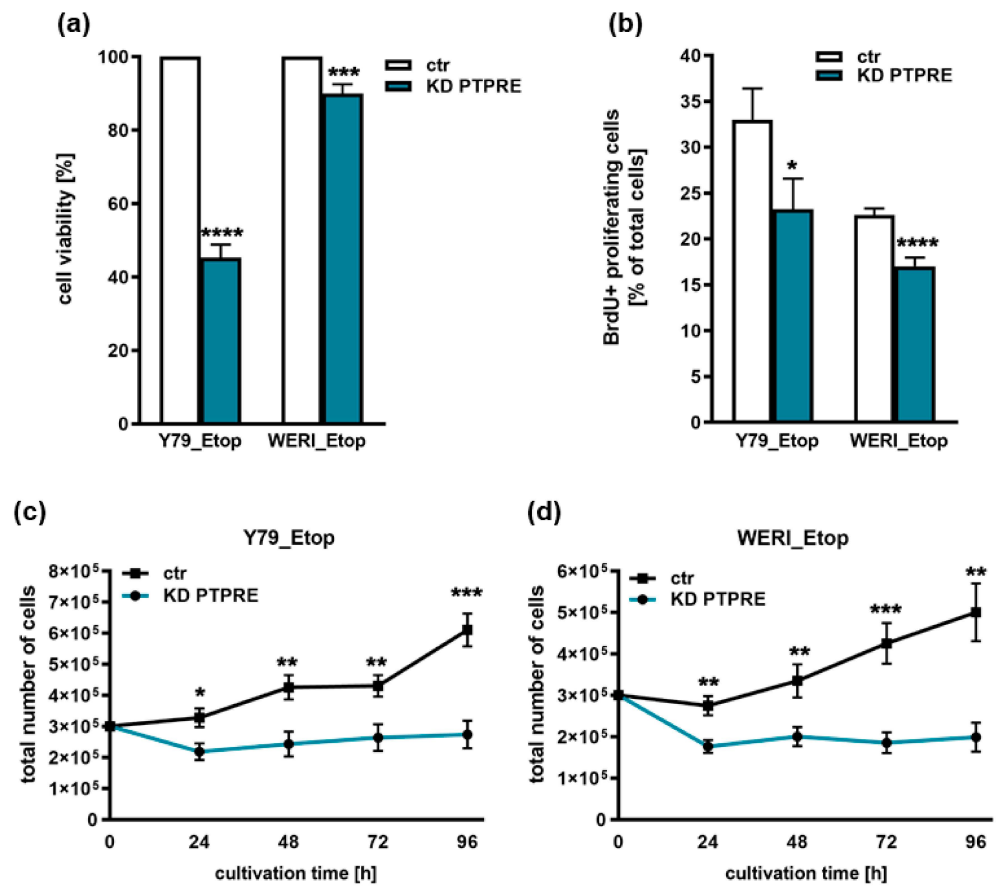 (a)
ctr
KD PTPRE
cell viability [%]
100
80
60
40
20
0
****
***
Y79_Etop
WERI_Etop
(b)
ctr
KD PTPRE
BrdU+ proliferating cells
[% of total cells]
40
35
30
25
20
15
10
5
0
*
****
Y79_Etop
WERI_Etop
(c)
Y79_Etop
ctr
KD PTPRE
total number of cells
8×10⁵
7×10⁵
6×10⁵
5×10⁵
4×10⁵
3×10⁵
2×10⁵
1×10⁵
0
*
**
**
***
0 24 48 72 96
cultivation time [h]
(d)
WERI_Etop
ctr
KD PTPRE
total number of cells
6×10⁵
5×10⁵
4×10⁵
3×10⁵
2×10⁵
1×10⁵
0
**
**
***
**
0 24 48 72 96
cultivation time [h]